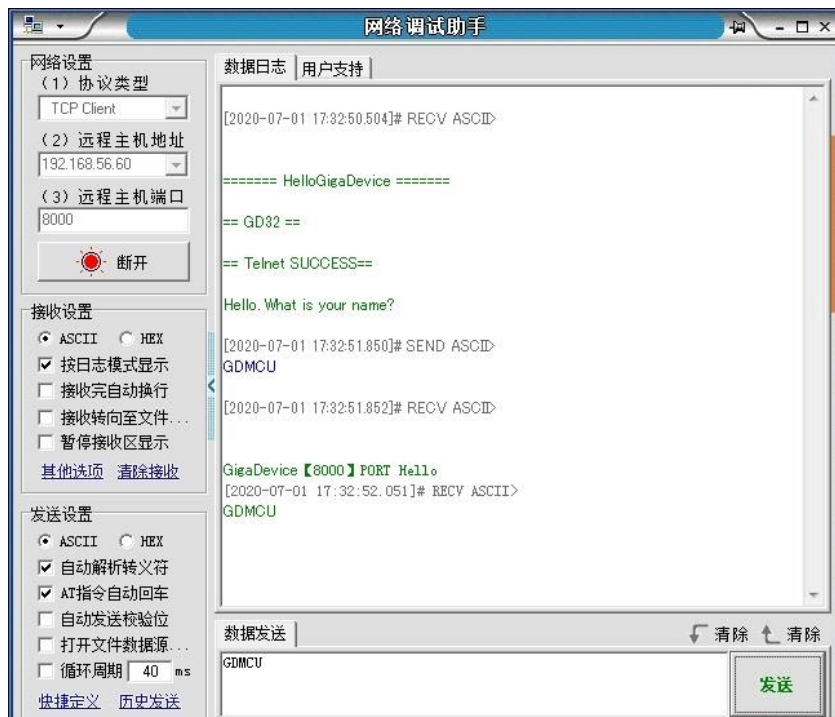 网络调试助手
网络设置
(1) 协议类型
TCP Client
(2) 远程主机地址
192.168.56.60
(3) 远程主机端口
8000
断开
接收设置
ASCII HEX
按日志模式显示
接收完自动换行
接收转向至文件...
暂停接收区显示
其他选项 清除接收
发送设置
ASCII HEX
自动解析转义符
AT指令自动回车
自动发送校验位
打开文件数据源...
循环周期 40 ms
快捷定义 历史发送
数据日志 用户支持
[2020-07-01 17:32:50.504]# RECV ASCII>
======= HelloGigaDevice =======
== GD32 ==
== Telnet SUCCESS==
Hello. What is your name?
[2020-07-01 17:32:51.850]# SEND ASCII>
GDMCU
[2020-07-01 17:32:51.852]# RECV ASCII>
GigaDevice【8000】PORT Hello
[2020-07-01 17:32:52.051]# RECV ASCII>
GDMCU
数据发送 清除 清除
GDMCU
发送